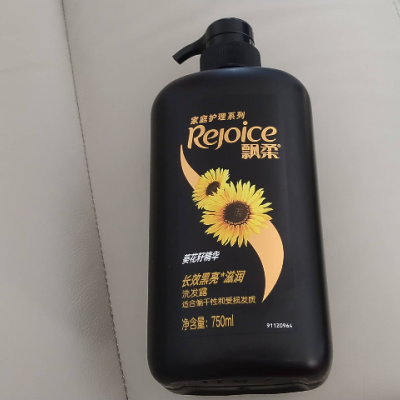 家庭护理系列
Rejoice
飘柔®
葵花籽精华
长效黑亮*滋润
洗发露
适合偏干性和受损发质
净含量：750ml
91120964